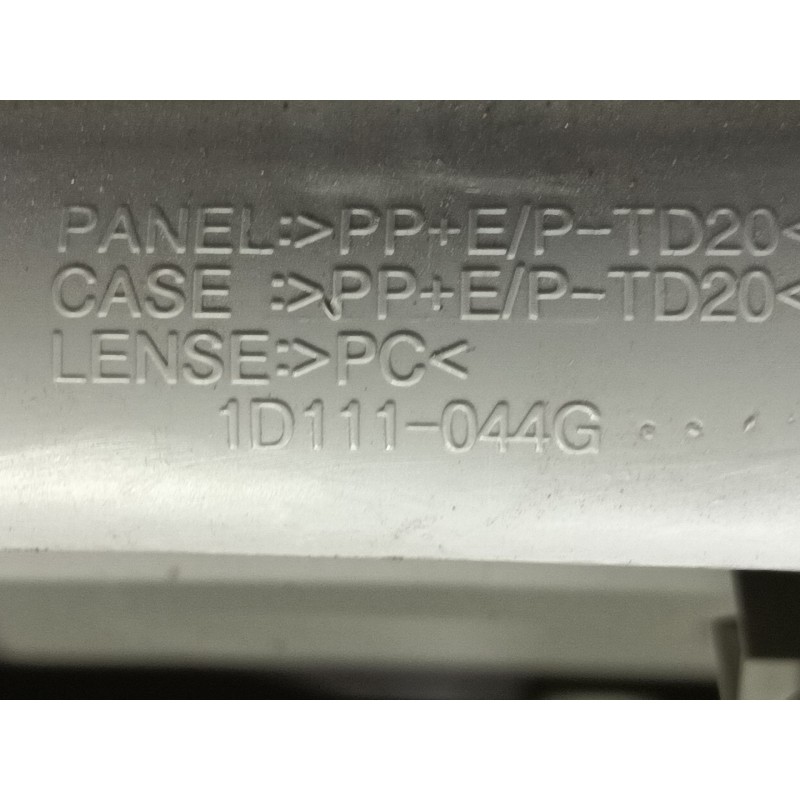 PANEL:>PP+E/P-TD20<
CASE :>PP+E/P-TD20<
LENSE:>PC<
1D111-044G